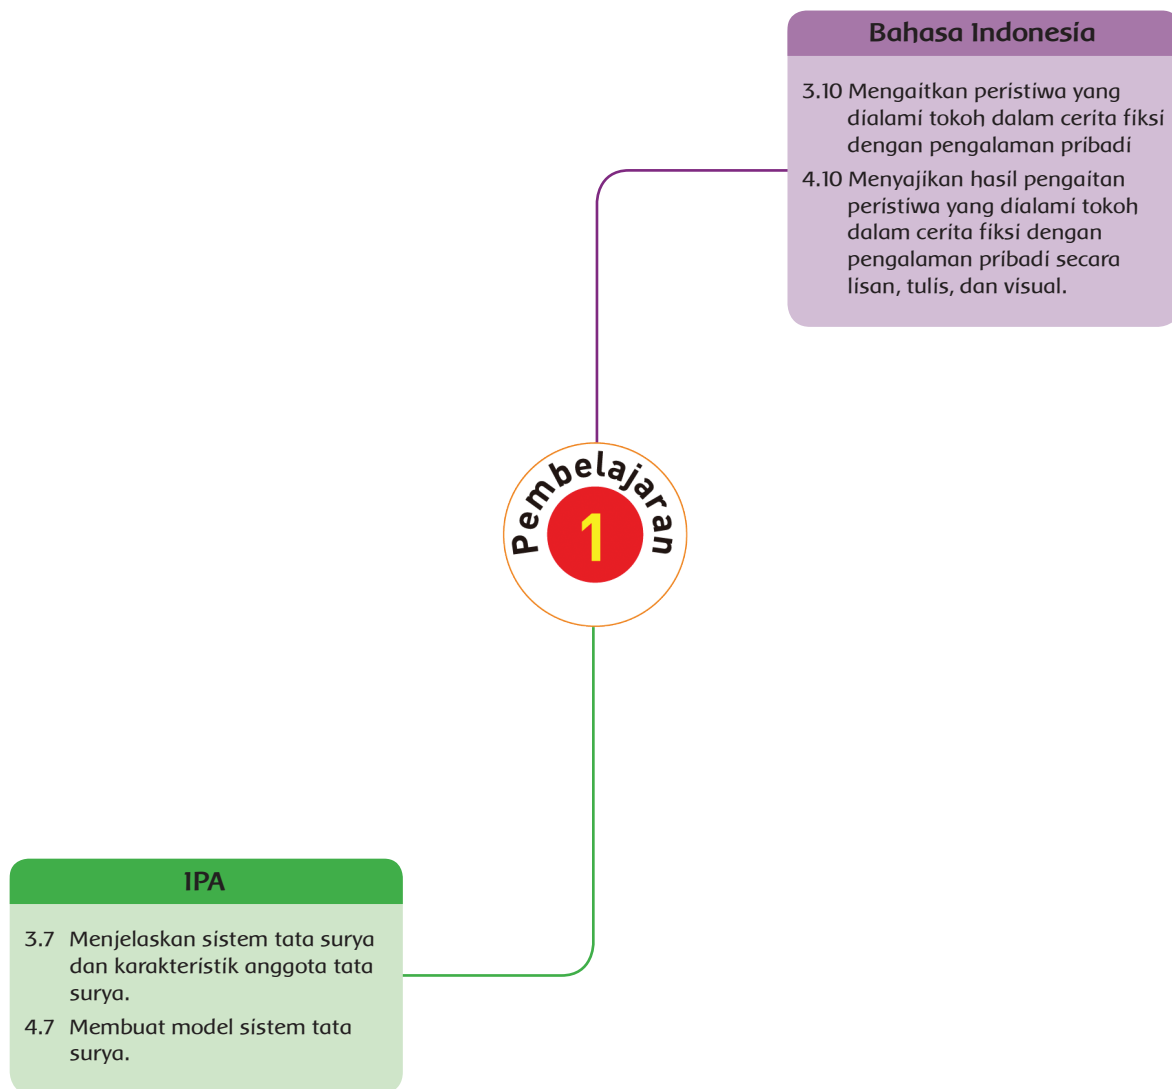 Bahasa Indonesia
3.10 Mengaitkan peristiwa yang
dialami tokoh dalam cerita fiksi
dengan pengalaman pribadi
4.10 Menyajikan hasil pengaitan
peristiwa yang dialami tokoh
dalam cerita fiksi dengan
pengalaman pribadi secara
lisan, tulis, dan visual.
Pembelajaran
1
IPA
3.7 Menjelaskan sistem tata surya
dan karakteristik anggota tata
surya.
4.7 Membuat model sistem tata
surya.